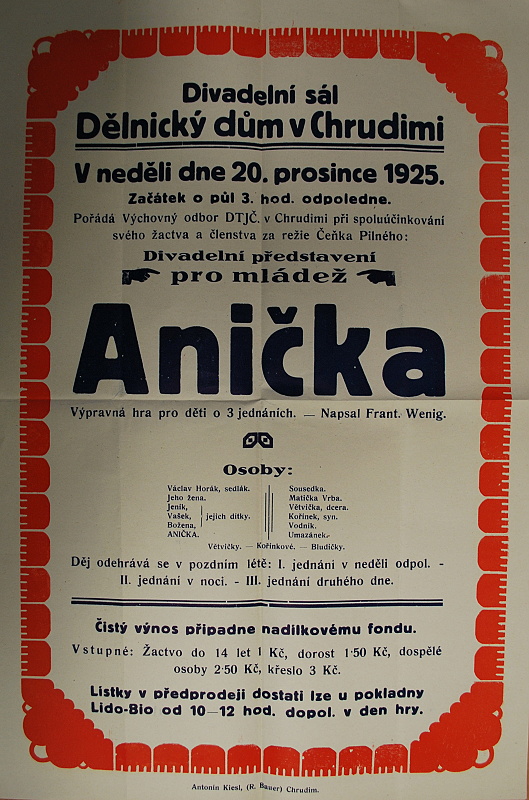 Divadelní sál
Dělnický dům v Chrudimi
V neděli dne 20. prosince 1925.
Začátek o půl 3. hod. odpoledne.
Pořádá Výchovný odbor DTJČ. v Chrudimi při spoluúčinkování
svého žactva a členstva za režie Čeňka Pilného:
Divadelní představení
pro mládež
Anička
Výpravná hra pro děti o 3 jednáních. — Napsal Frant. Wenig.
Osoby:
Václav Horák, sedlák.
Jeho žena.
Jeník,
Vašek,
Božena,
jejich dítky.
ANIČKA.
Sousedka.
Matička Vrba.
Větvička, dcera.
Kořínek, syn.
Vodník.
Umazánek.
Větvičky. — Kořínkové. — Bludičky.
Děj odehrává se v pozdním létě: I. jednání v neděli odpol. -
II. jednání v noci. - III. jednání druhého dne.
Čistý výnos připadne nadílkovému fondu.
Vstupné: Žactvo do 14 let 1 Kč, dorost 1·50 Kč, dospělé
osoby 2·50 Kč, křeslo 3 Kč.
Lístky v předprodeji dostati lze u pokladny
Lido-Bio od 10—12 hod. dopol. v den hry.
Antonín Kiesl, (R. Bauer) Chrudim.